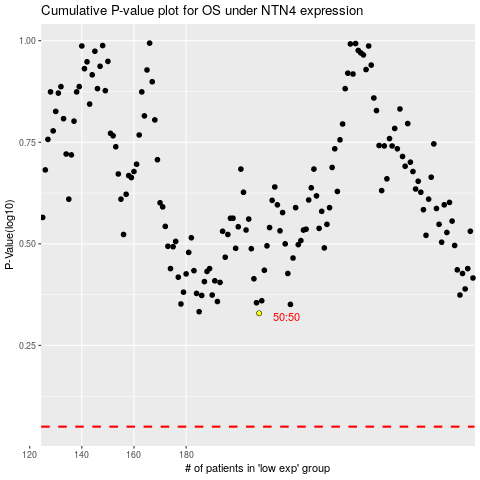 Cumulative P-value plot for OS under NTN4 expression
P-Value(log10)
1.00
0.75
0.50
0.25
50:50
120 140 160 180
# of patients in 'low exp' group